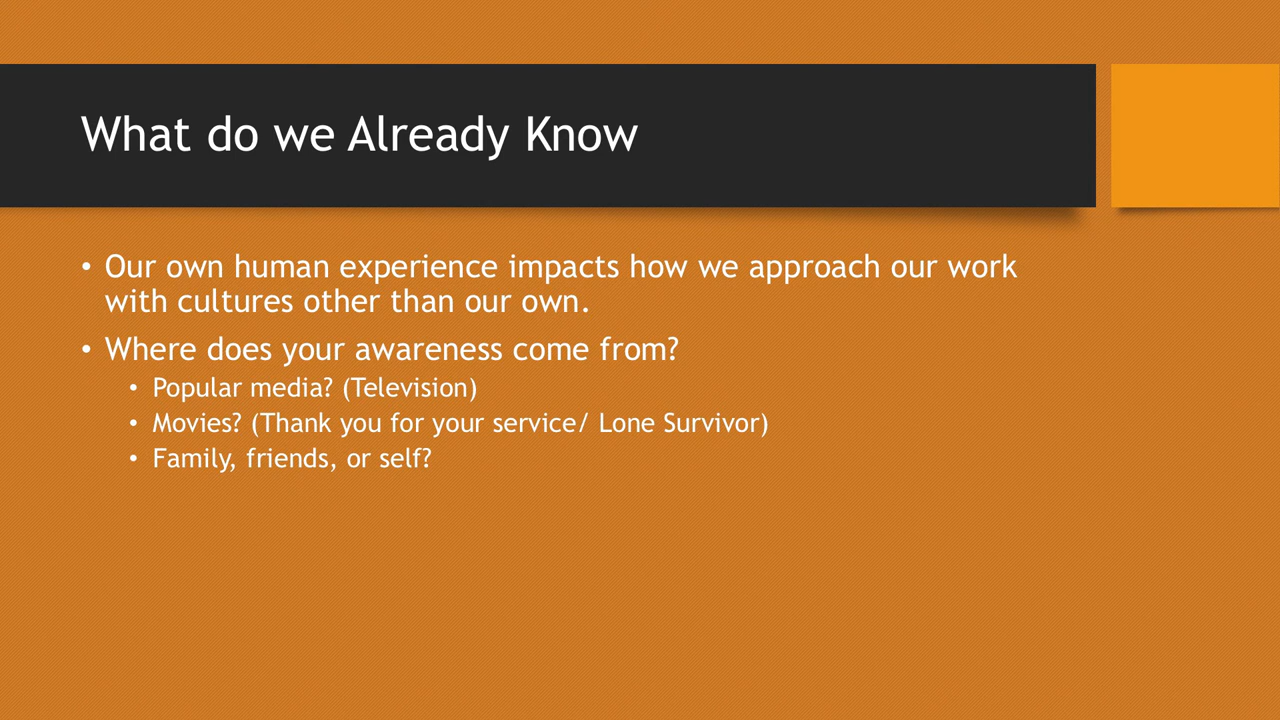 What do we Already Know
• Our own human experience impacts how we approach our work
with cultures other than our own.
• Where does your awareness come from?
• Popular media? (Television)
• Movies? (Thank you for your service/ Lone Survivor)
• Family, friends, or self?